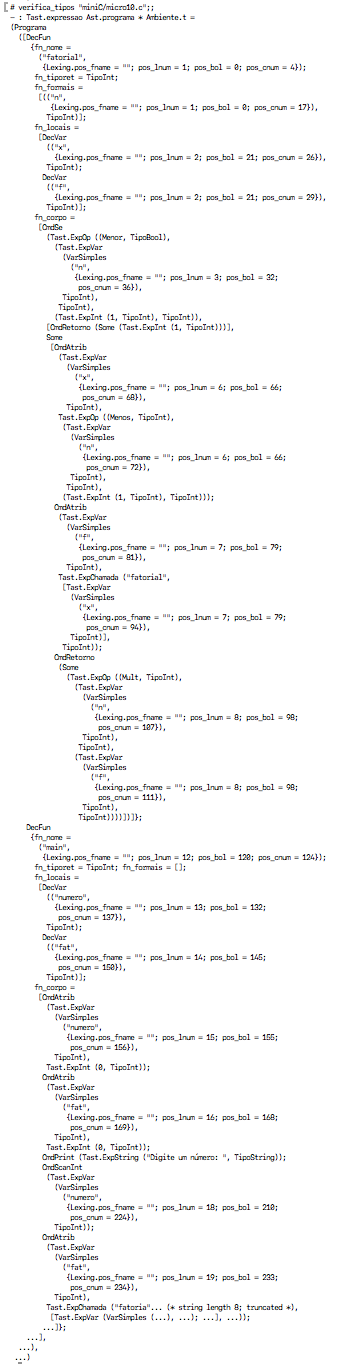 # verifica_tipos "miniC/micro10.c";;
- : Tast.expressao Ast.programa * Ambiente.t =
(Programa
([DecFun
{fn_nome =
("fatorial",
{Lexing.pos_fname = ""; pos_lnum = 1; pos_bol = 0; pos_cnum = 4});
fn_tiporet = TipoInt;
fn_formais =
[(("n",
{Lexing.pos_fname = ""; pos_lnum = 1; pos_bol = 0; pos_cnum = 17}),
TipoInt)];
fn_locais =
[DecVar
(("x",
{Lexing.pos_fname = ""; pos_lnum = 2; pos_bol = 21; pos_cnum = 26}),
TipoInt);
DecVar
(("f",
{Lexing.pos_fname = ""; pos_lnum = 2; pos_bol = 21; pos_cnum = 29}),
TipoInt)];
fn_corpo =
[CmdSe
(Tast.ExpOp ((Menor, TipoBool),
(Tast.ExpVar
(VarSimples
("n",
{Lexing.pos_fname = ""; pos_lnum = 3; pos_bol = 32;
pos_cnum = 36}),
TipoInt),
TipoInt),
(Tast.ExpInt (1, TipoInt), TipoInt)),
[CmdRetorno (Some (Tast.ExpInt (1, TipoInt)))],
Some
[CmdAtrib
(Tast.ExpVar
(VarSimples
("x",
{Lexing.pos_fname = ""; pos_lnum = 6; pos_bol = 66;
pos_cnum = 68}),
TipoInt),
Tast.ExpOp ((Menos, TipoInt),
(Tast.ExpVar
(VarSimples
("n",
{Lexing.pos_fname = ""; pos_lnum = 6; pos_bol = 66;
pos_cnum = 72}),
TipoInt),
TipoInt),
(Tast.ExpInt (1, TipoInt), TipoInt)));
CmdAtrib
(Tast.ExpVar
(VarSimples
("f",
{Lexing.pos_fname = ""; pos_lnum = 7; pos_bol = 79;
pos_cnum = 81}),
TipoInt),
Tast.ExpChamada ("fatorial",
[Tast.ExpVar
(VarSimples
("x",
{Lexing.pos_fname = ""; pos_lnum = 7; pos_bol = 79;
pos_cnum = 94}),
TipoInt)],
TipoInt));
CmdRetorno
(Some
(Tast.ExpOp ((Mult, TipoInt),
(Tast.ExpVar
(VarSimples
("n",
{Lexing.pos_fname = ""; pos_lnum = 8; pos_bol = 98;
pos_cnum = 107}),
TipoInt),
TipoInt),
(Tast.ExpVar
(VarSimples
("f",
{Lexing.pos_fname = ""; pos_lnum = 8; pos_bol = 98;
pos_cnum = 111}),
TipoInt),
TipoInt))))])]};
DecFun
{fn_nome =
("main",
{Lexing.pos_fname = ""; pos_lnum = 12; pos_bol = 120; pos_cnum = 124});
fn_tiporet = TipoInt; fn_formais = [];
fn_locais =
[DecVar
(("numero",
{Lexing.pos_fname = ""; pos_lnum = 13; pos_bol = 132;
pos_cnum = 137}),
TipoInt);
DecVar
(("fat",
{Lexing.pos_fname = ""; pos_lnum = 14; pos_bol = 145;
pos_cnum = 150}),
TipoInt)];
fn_corpo =
[CmdAtrib
(Tast.ExpVar
(VarSimples
("numero",
{Lexing.pos_fname = ""; pos_lnum = 15; pos_bol = 155;
pos_cnum = 156}),
TipoInt),
Tast.ExpInt (0, TipoInt));
CmdAtrib
(Tast.ExpVar
(VarSimples
("fat",
{Lexing.pos_fname = ""; pos_lnum = 16; pos_bol = 168;
pos_cnum = 169}),
TipoInt),
Tast.ExpInt (0, TipoInt));
CmdPrint (Tast.ExpString ("Digite um número: ", TipoString));
CmdScanInt
(Tast.ExpVar
(VarSimples
("numero",
{Lexing.pos_fname = ""; pos_lnum = 18; pos_bol = 210;
pos_cnum = 224}),
TipoInt));
CmdAtrib
(Tast.ExpVar
(VarSimples
("fat",
{Lexing.pos_fname = ""; pos_lnum = 19; pos_bol = 233;
pos_cnum = 234}),
TipoInt),
Tast.ExpChamada ("fatoria"... (* string length 8; truncated *),
[Tast.ExpVar (VarSimples (...), ...); ...], ...));
...]};
...],
...),
...)